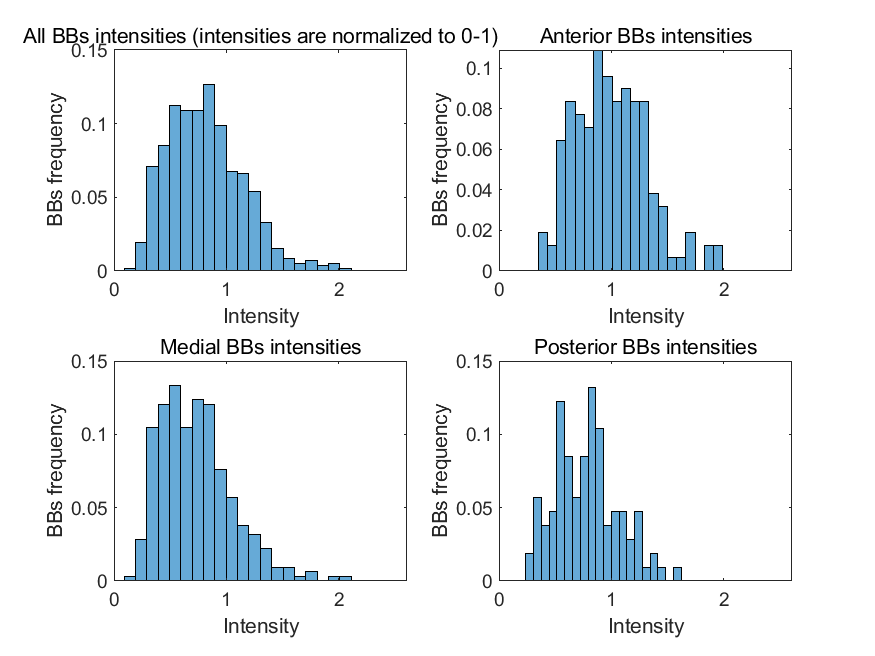 All BBs intensities (intensities are normalized to 0-1)
BBs frequency
0.15
0.1
0.05
0
0 1 2
Intensity
Anterior BBs intensities
BBs frequency
0.1
0.08
0.06
0.04
0.02
0
0 1 2
Intensity
Medial BBs intensities
BBs frequency
0.15
0.1
0.05
0
0 1 2
Intensity
Posterior BBs intensities
BBs frequency
0.15
0.1
0.05
0
0 1 2
Intensity